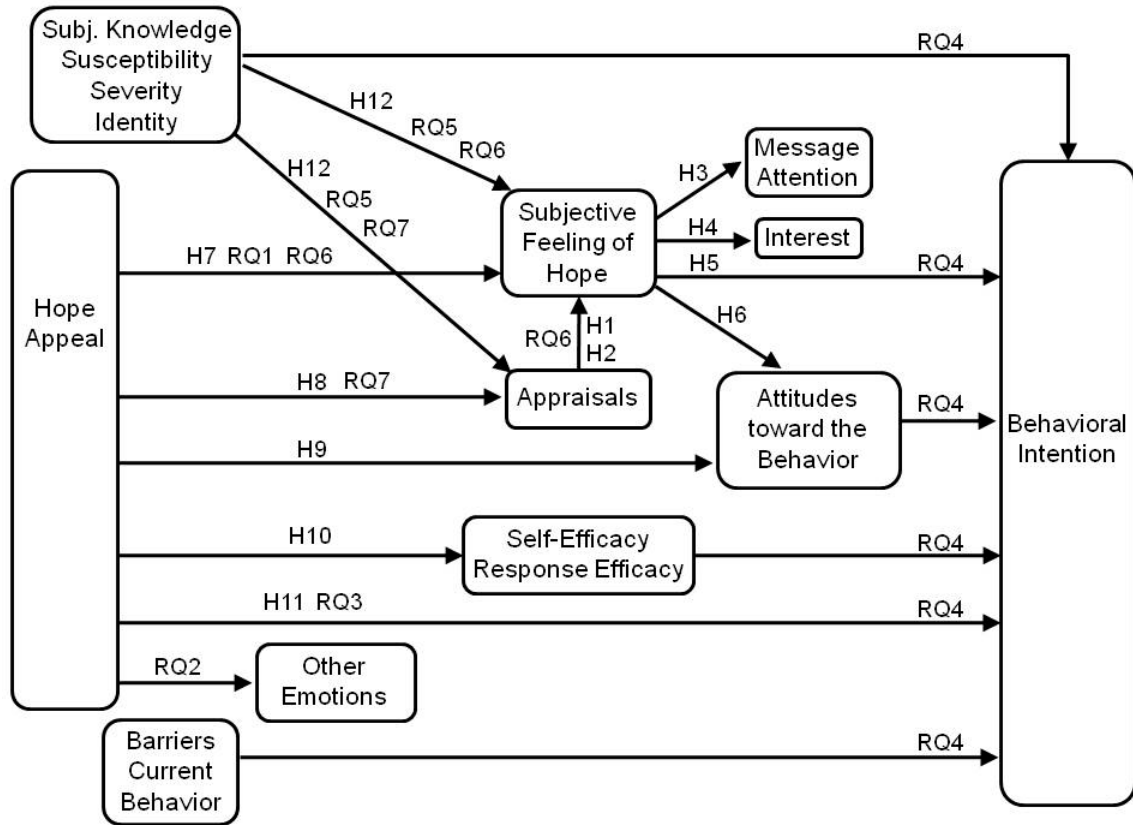 Subj. Knowledge
Susceptibility
Severity
Identity
RQ4
H12
RQ5
RQ6
H12
RQ5
RQ7
Message
Attention
H3
Subjective
Feeling of
Hope
H4
Interest
H7 RQ1 RQ6
H5
RQ4
Hope
Appeal
RQ6
H1
H2
H6
H8 RQ7
Appraisals
Attitudes
toward the
Behavior
RQ4
Behavioral
Intention
H9
H10
Self-Efficacy
Response Efficacy
RQ4
H11 RQ3
RQ4
RQ2
Other
Emotions
Barriers
Current
Behavior
RQ4